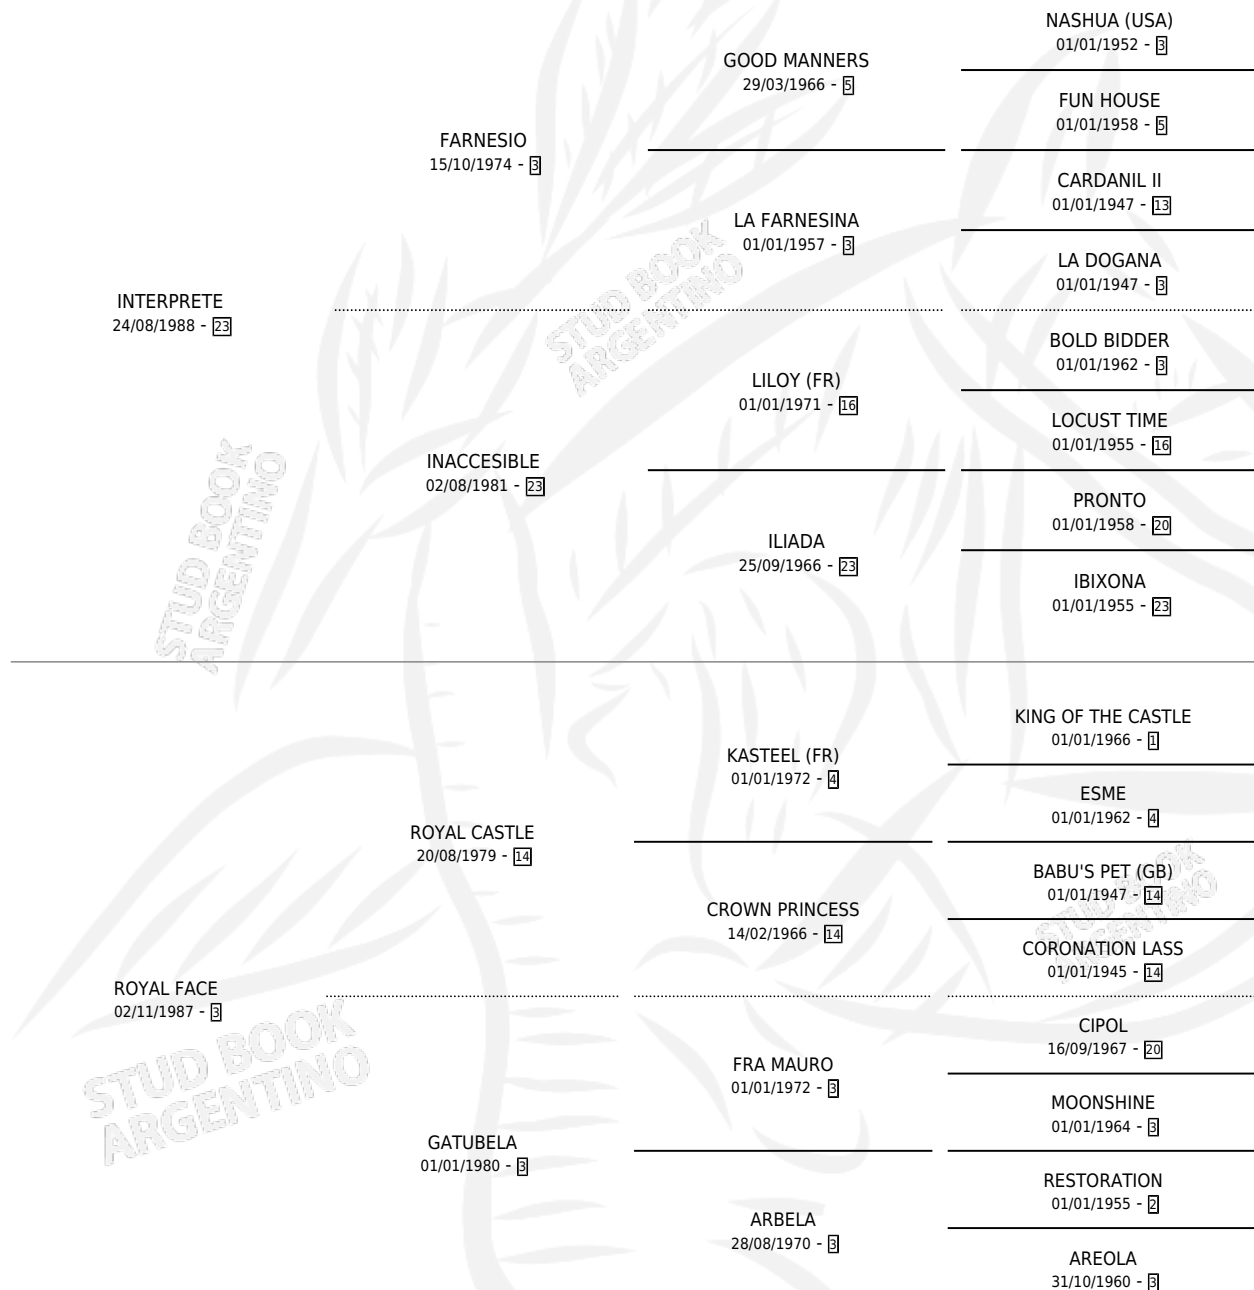 NASHUA (USA)
01/01/1952 - 3
GOOD MANNERS
29/03/1966 - 5
FUN HOUSE
01/01/1958 - 5
FARNESIO
15/10/1974 - 3
CARDANIL II
01/01/1947 - 13
LA FARNESINA
01/01/1957 - 3
LA DOGANA
01/01/1947 - 3
INTERPRETE
24/08/1988 - 23
STUD BOOK
ARGENTINO
BOLD BIDDER
01/01/1962 - 3
LILOY (FR)
01/01/1971 - 16
LOCUST TIME
01/01/1955 - 16
INACCESIBLE
02/08/1981 - 23
PRONTO
01/01/1958 - 20
ILIADA
25/09/1966 - 23
IBIXONA
01/01/1955 - 23
STUD BOOK
ARGENTINO
KING OF THE CASTLE
01/01/1966 - 1
KASTEEL (FR)
01/01/1972 - 4
ESME
01/01/1962 - 4
ROYAL CASTLE
20/08/1979 - 14
BABU'S PET (GB)
01/01/1947 - 14
CROWN PRINCESS
14/02/1966 - 14
CORONATION LASS
01/01/1945 - 14
STUD BOOK
ARGENTINO
ROYAL FACE
02/11/1987 - 3
CIPOL
16/09/1967 - 20
FRA MAURO
01/01/1972 - 3
MOONSHINE
01/01/1964 - 3
STUD BOOK
ARGENTINO
GATUBELA
01/01/1980 - 3
RESTORATION
01/01/1955 - 2
ARBELA
28/08/1970 - 3
AREOLA
31/10/1960 - 3